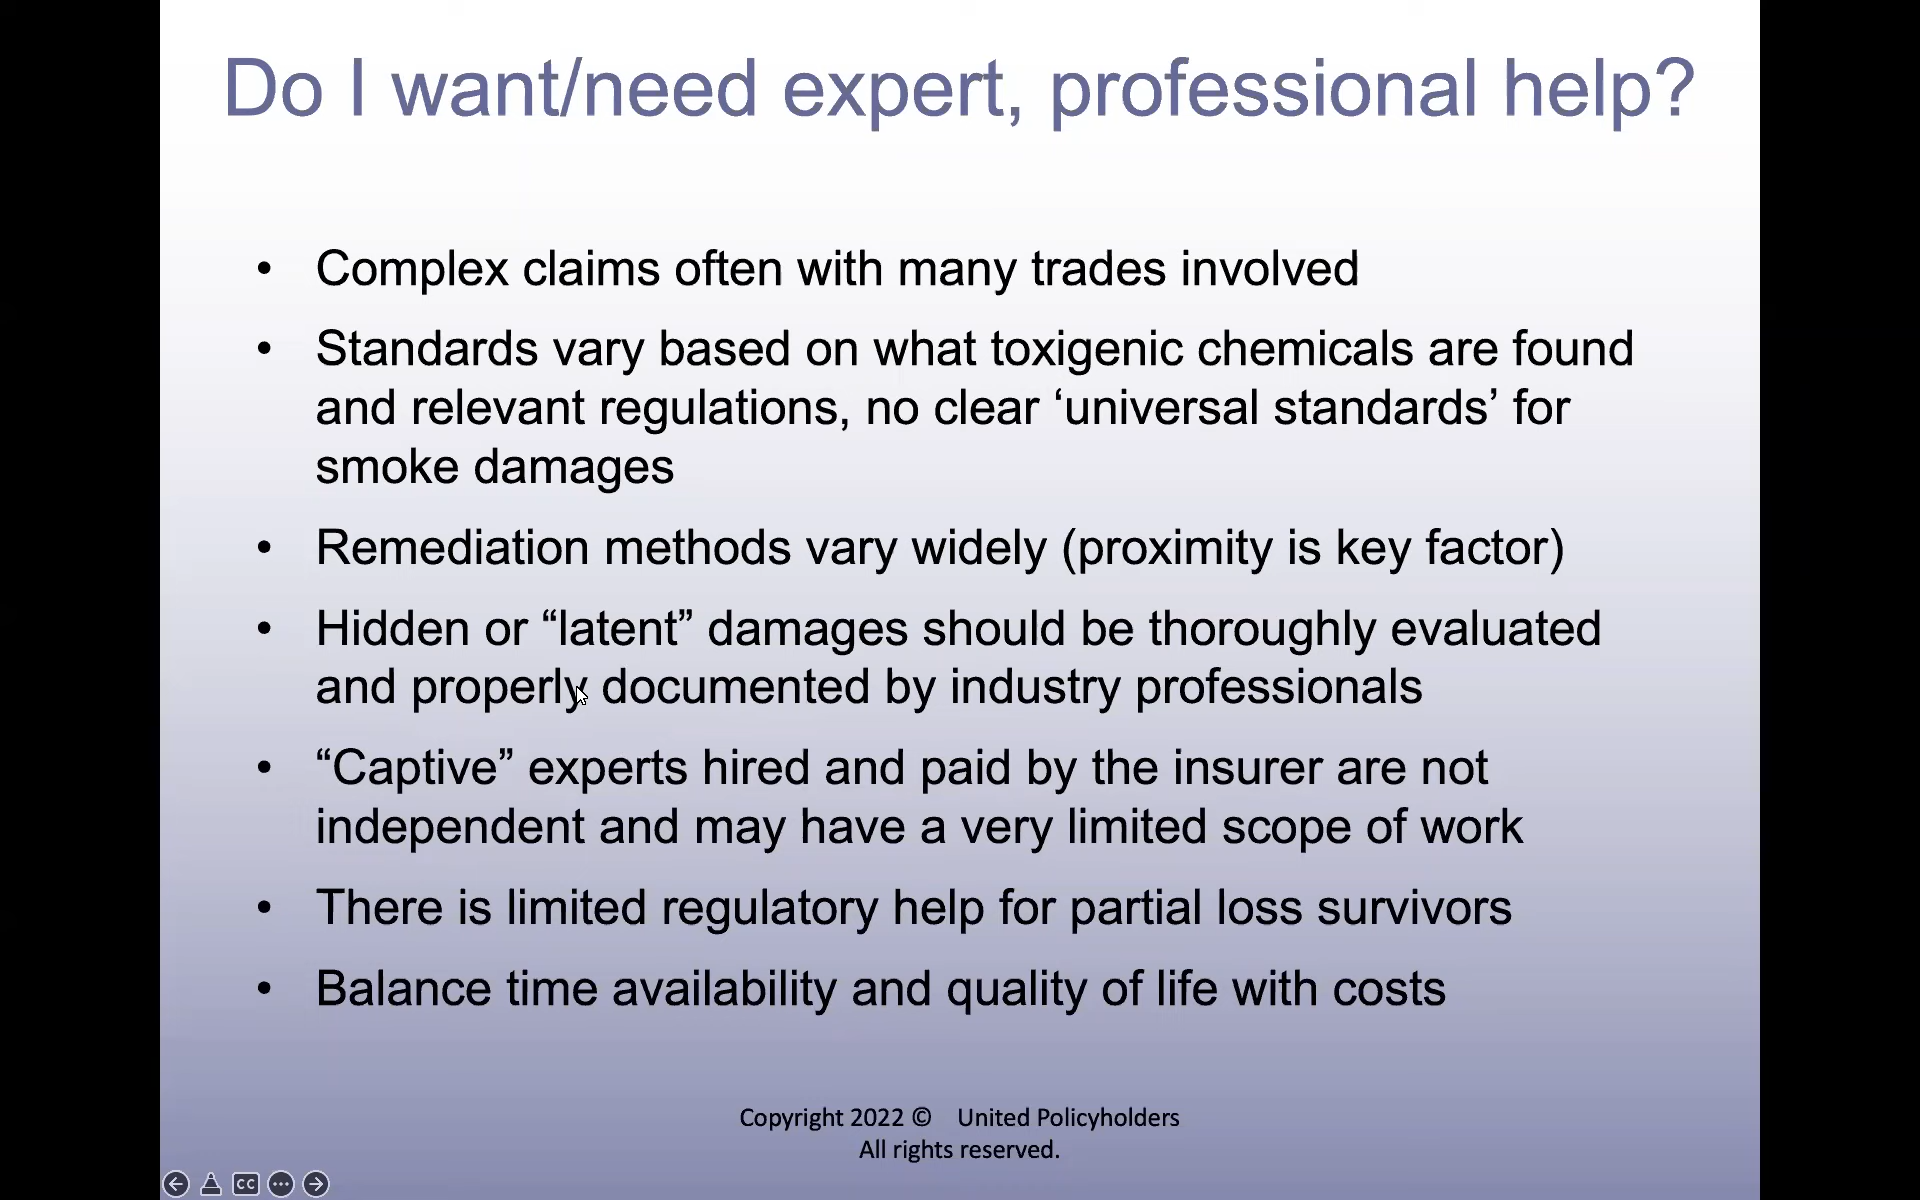 Do I want/need expert, professional help?
• Complex claims often with many trades involved
• Standards vary based on what toxigenic chemicals are found
and relevant regulations, no clear ‘universal standards’ for
smoke damages
• Remediation methods vary widely (proximity is key factor)
• Hidden or “latent” damages should be thoroughly evaluated
and properly documented by industry professionals
• “Captive” experts hired and paid by the insurer are not
independent and may have a very limited scope of work
• There is limited regulatory help for partial loss survivors
• Balance time availability and quality of life with costs
Copyright 2022 © United Policyholders
All rights reserved.
CC